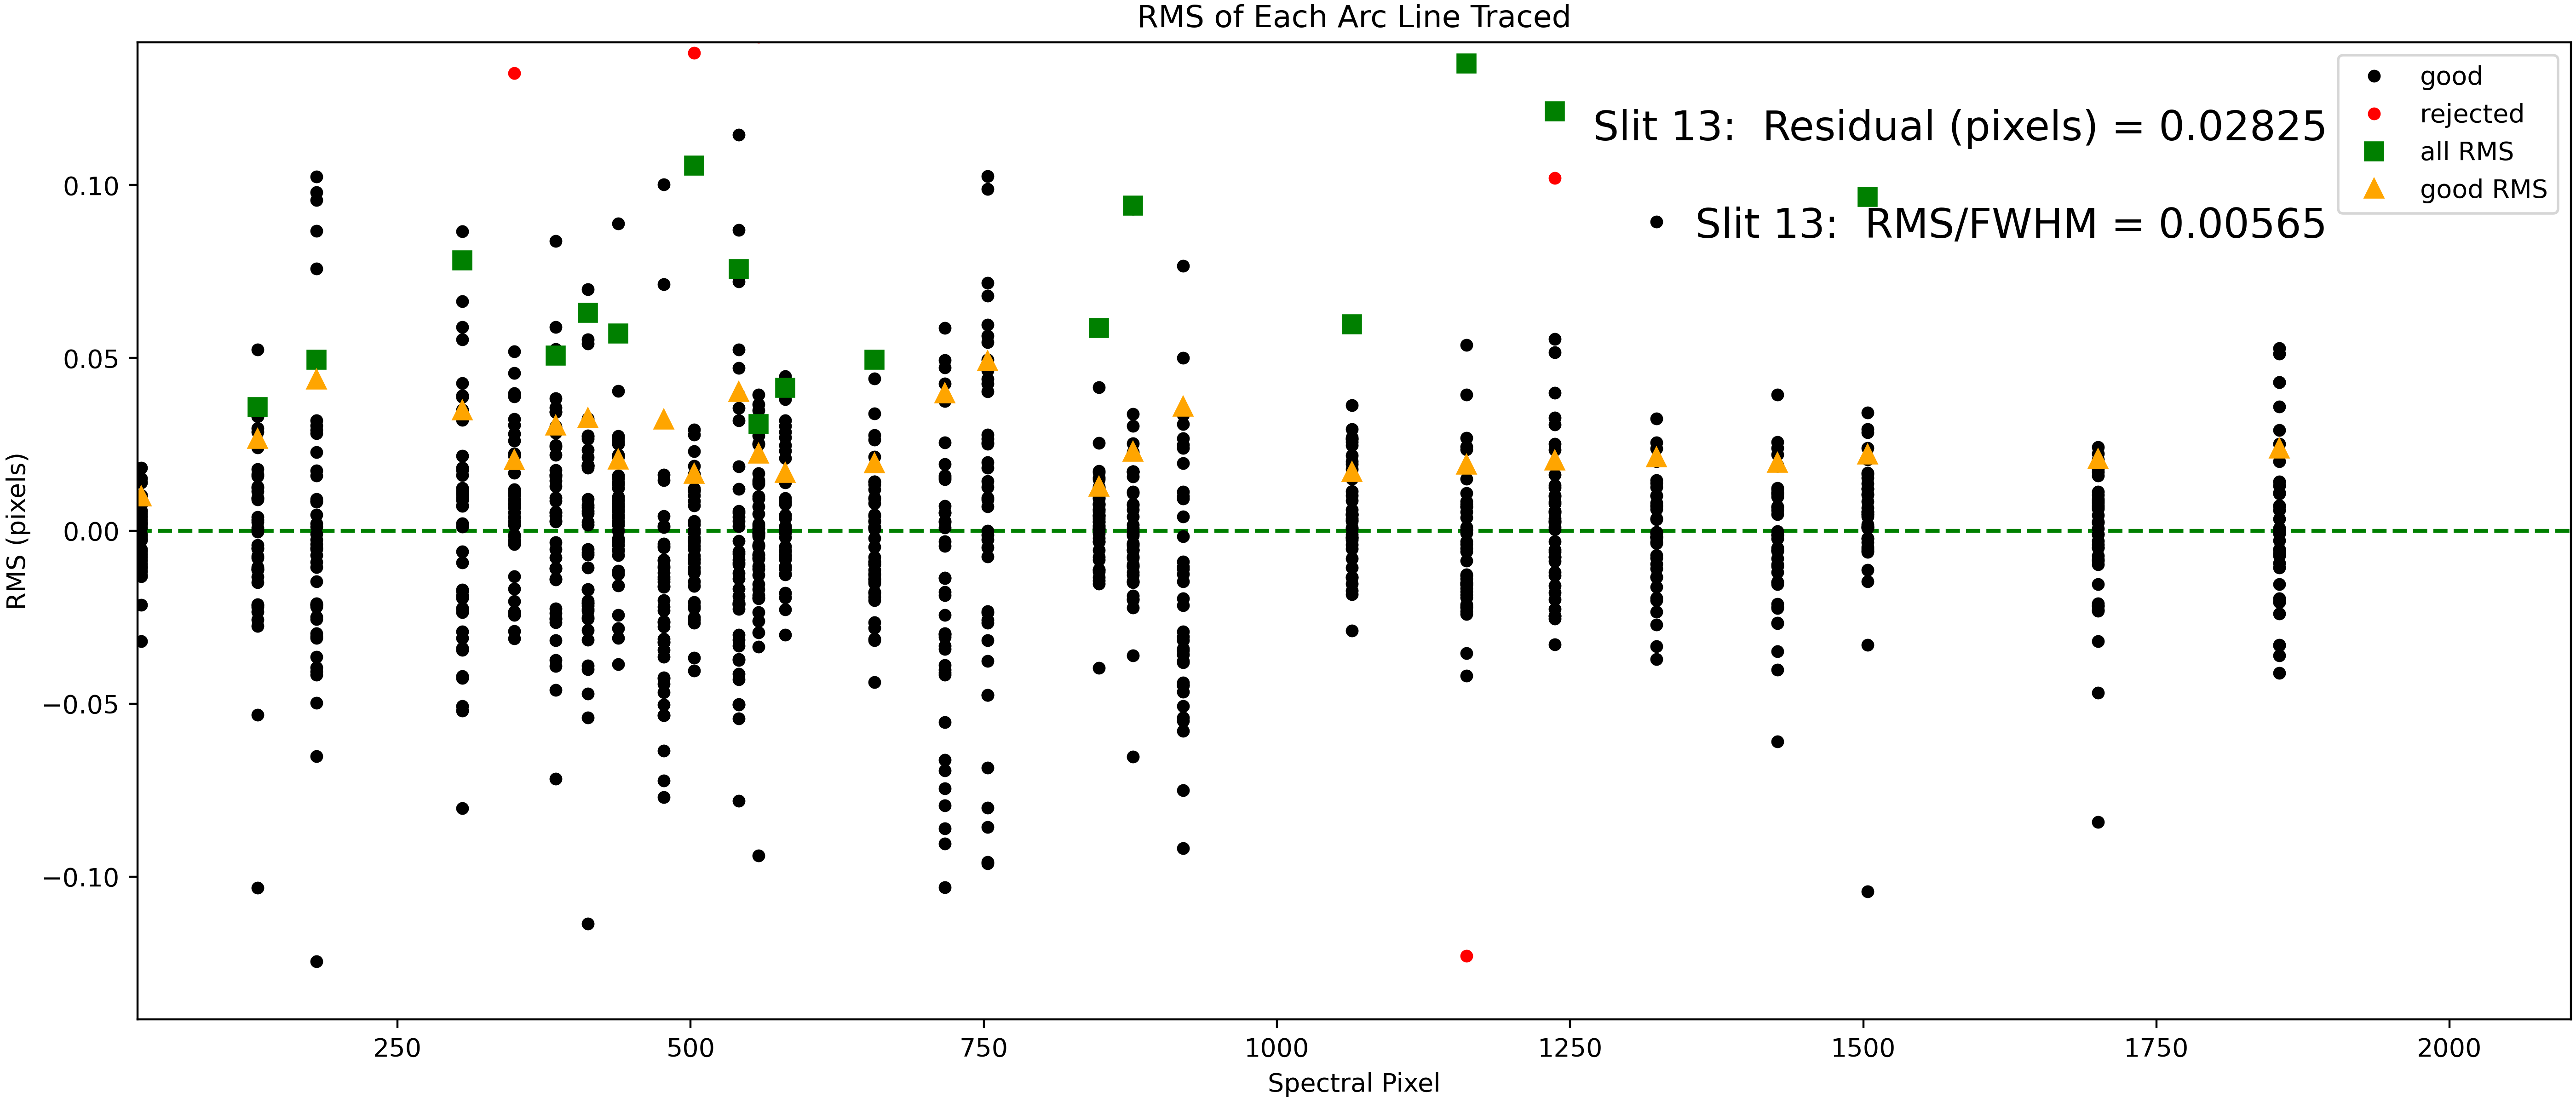 RMS of Each Arc Line Traced
good
rejected
all RMS
good RMS
Slit 13:  Residual (pixels) = 0.02825
Slit 13:  RMS/FWHM = 0.00565
RMS (pixels)
0.10
0.05
0.00
−0.05
−0.10
250
500
750
1000
1250
1500
1750
2000
Spectral Pixel